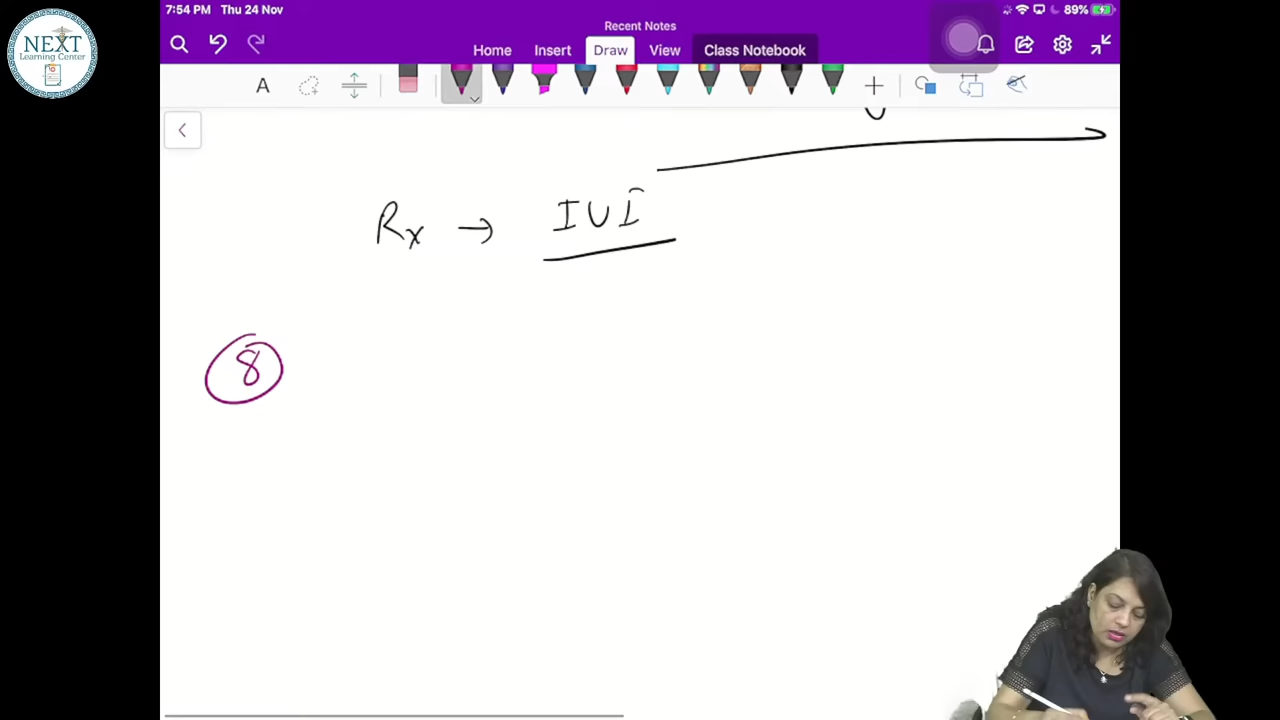 7:54 PM Thu 24 Nov
89%
Recent Notes
Home Insert Draw View Class Notebook
NEXT
Learning Center
A
Rx → IUI
8